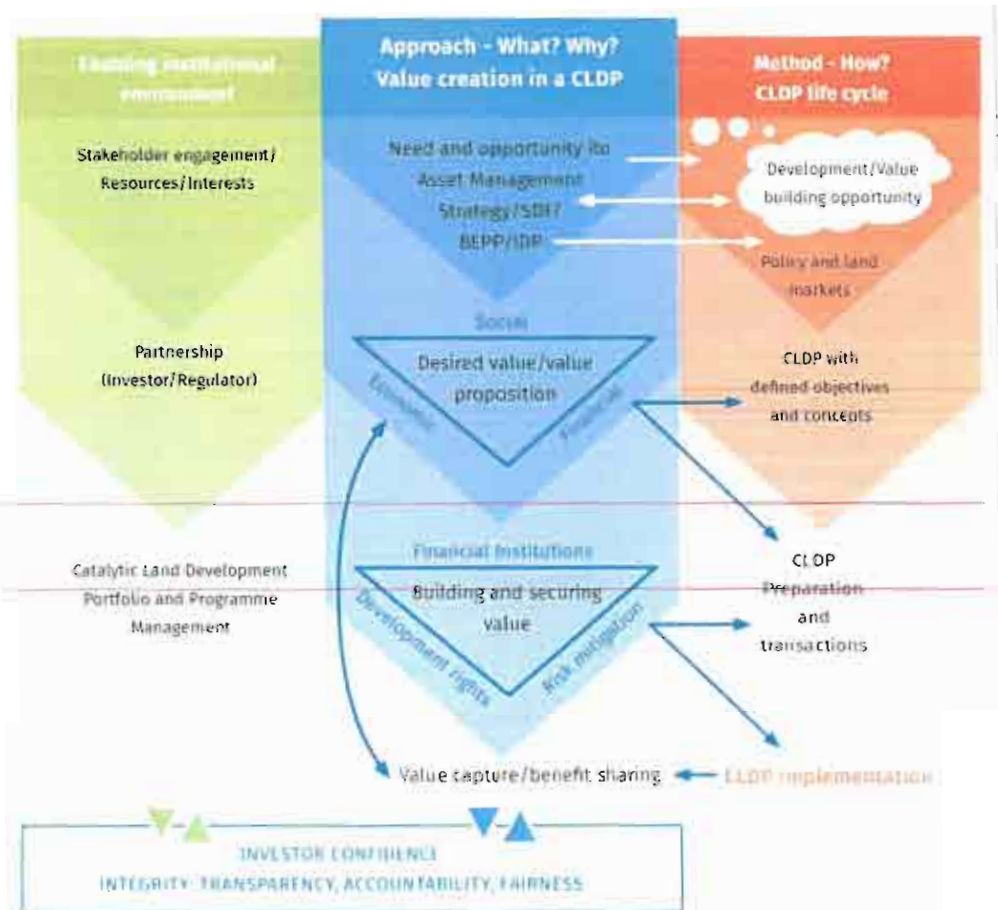 Enabling institutional
environment
Stakeholder engagement/
Resources/Interests
Partnership
(Investor/Regulator)
Catalytic Land Development
Portfolio and Programme
Management
Approach - What? Why?
Value creation in a CLDP
Need and opportunity ito
Asset Management
Strategy/SDF/
BEPP/IDP
Social
Desired value/value
proposition
Economic
Financial
Financial Institutions
Building and securing
value
Development rights
Risk mitigation
Value capture/benefit sharing
Method - How?
CLDP life cycle
Development/Value
building opportunity
Policy and land
markets
CLDP with
defined objectives
and concepts
CLDP
Preparation
and
transactions
CLDP implementation
INVESTOR CONFIDENCE
INTEGRITY: TRANSPARENCY, ACCOUNTABILITY, FAIRNESS